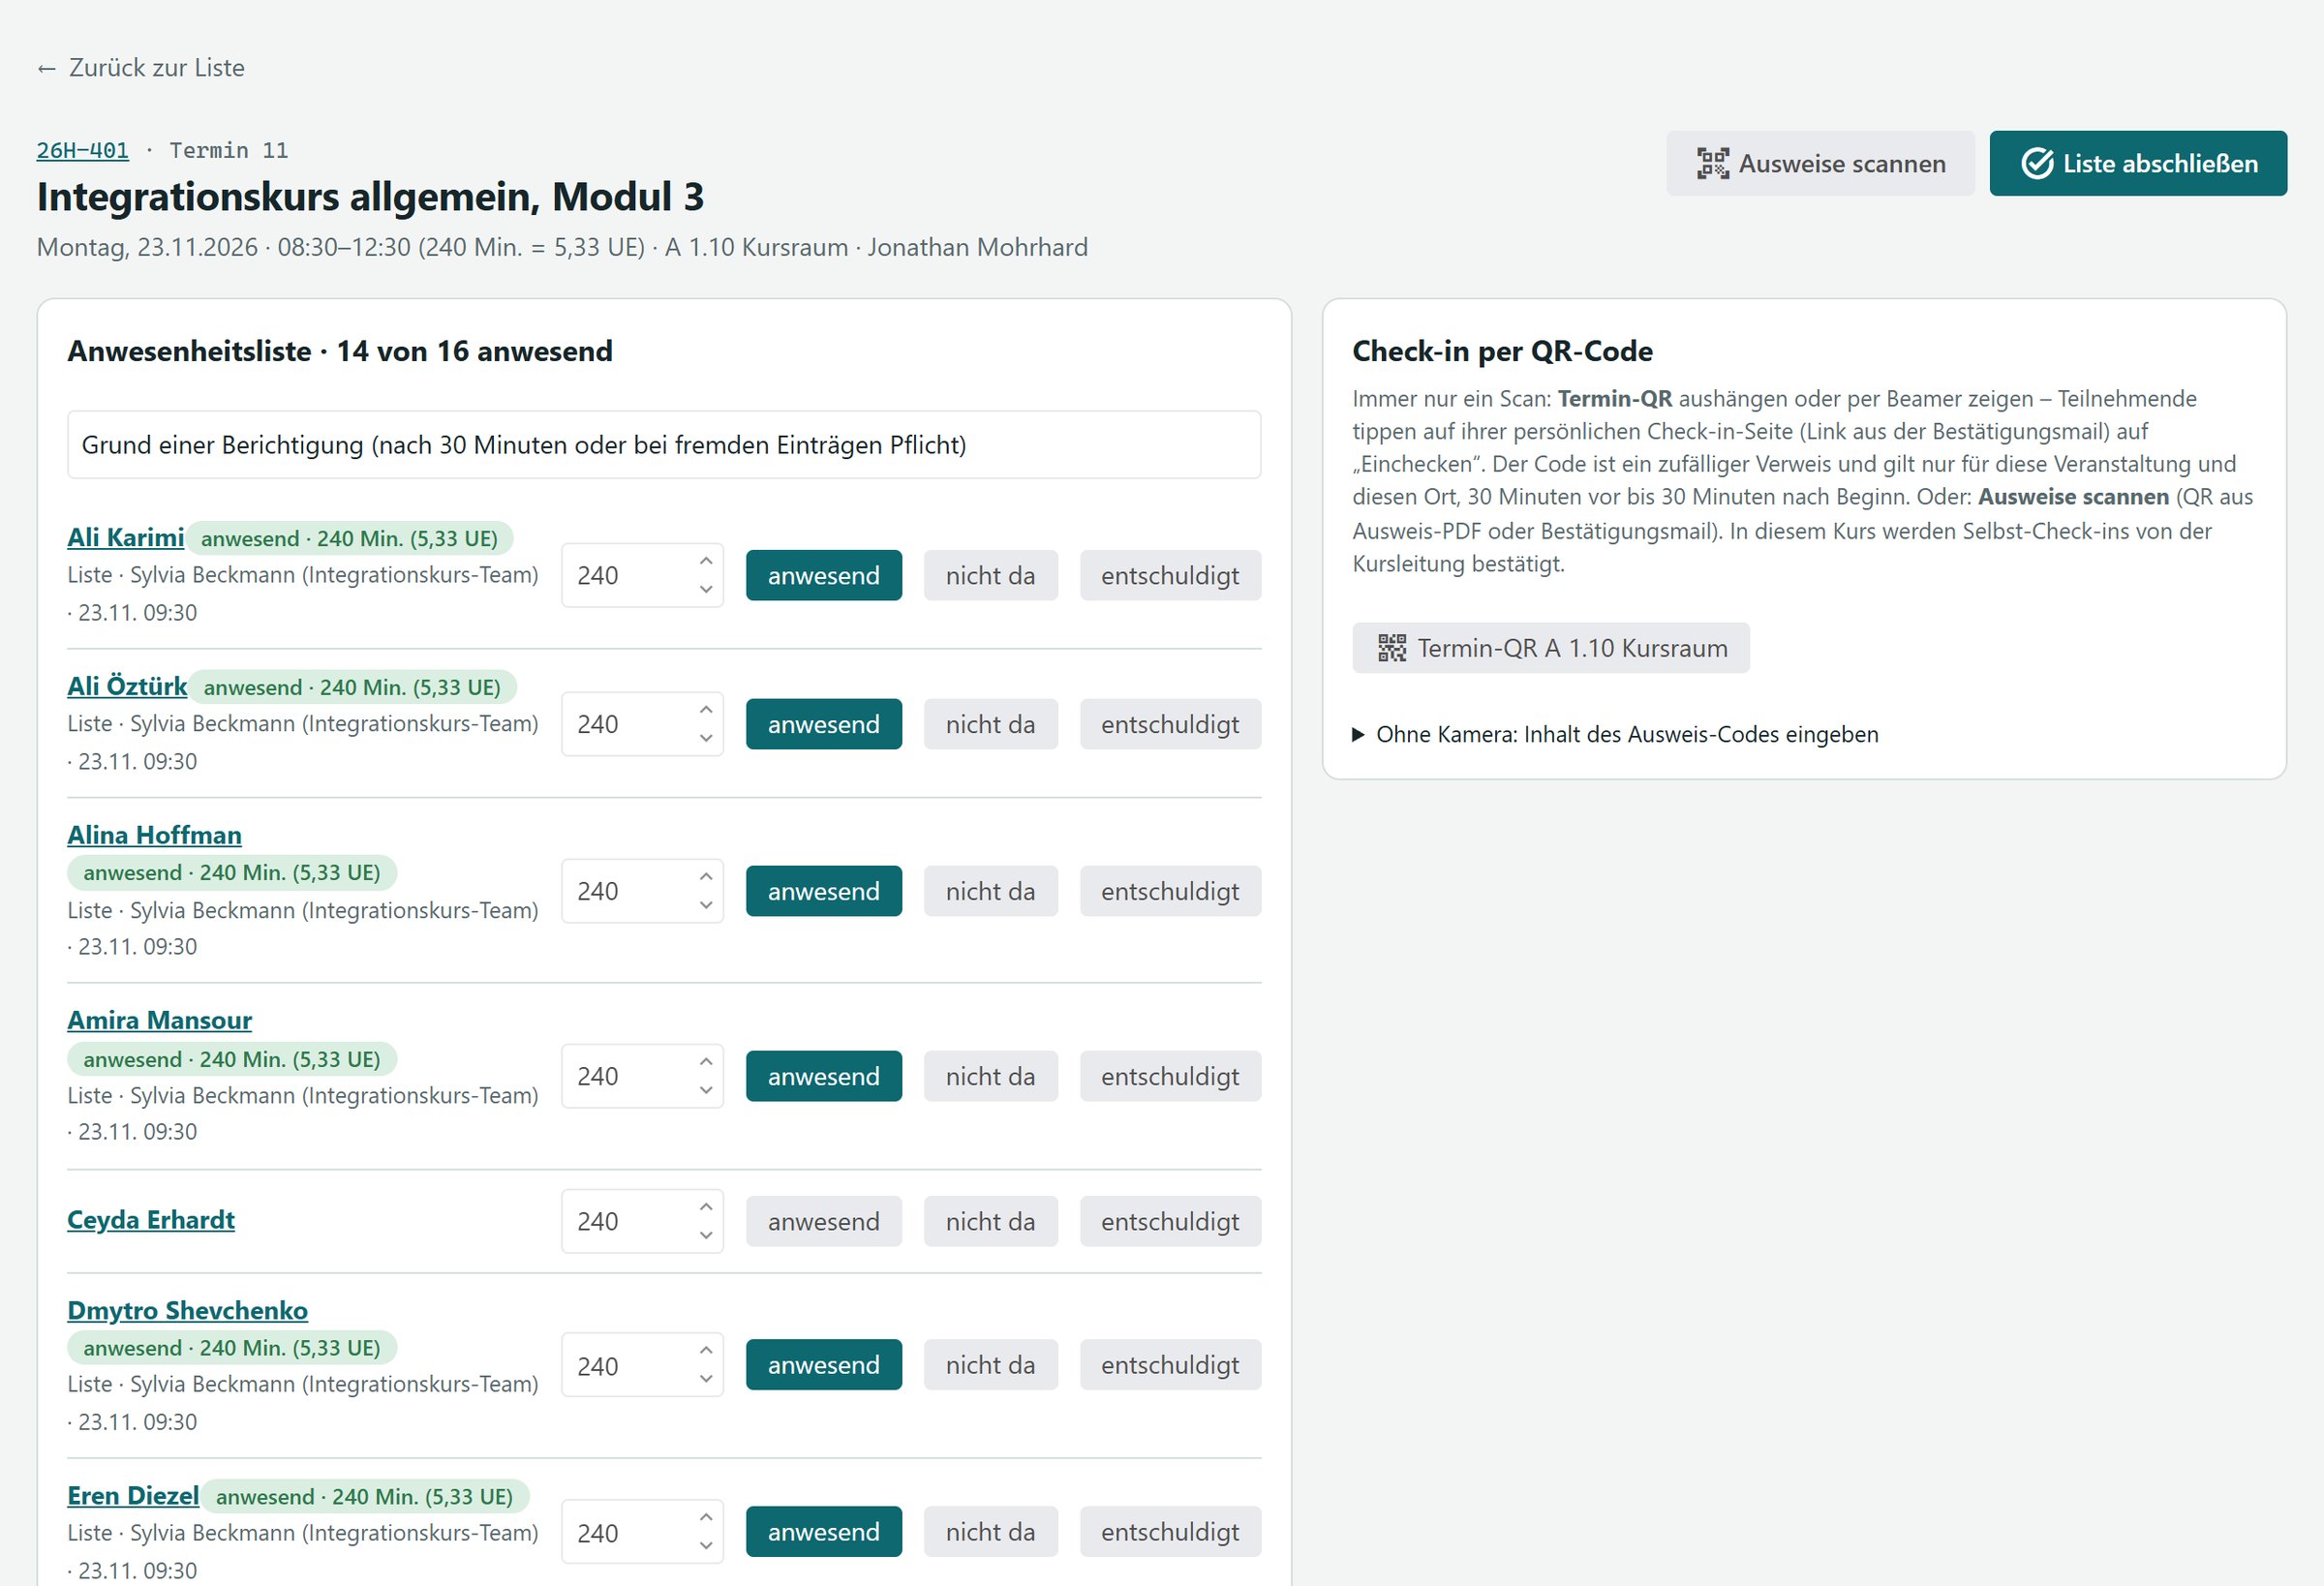 ← Zurück zur Liste
26H-401 · Termin 11
Integrationskurs allgemein, Modul 3
Montag, 23.11.2026 · 08:30–12:30 (240 Min. = 5,33 UE) · A 1.10 Kursraum · Jonathan Mohrhard
Ausweise scannen
Liste abschließen
Anwesenheitsliste · 14 von 16 anwesend
Grund einer Berichtigung (nach 30 Minuten oder bei fremden Einträgen Pflicht)
Ali Karimi anwesend · 240 Min. (5,33 UE)
Liste · Sylvia Beckmann (Integrationskurs-Team)
· 23.11. 09:30
240 anwesend nicht da entschuldigt
Ali Öztürk anwesend · 240 Min. (5,33 UE)
Liste · Sylvia Beckmann (Integrationskurs-Team)
· 23.11. 09:30
240 anwesend nicht da entschuldigt
Alina Hoffman
anwesend · 240 Min. (5,33 UE)
Liste · Sylvia Beckmann (Integrationskurs-Team)
· 23.11. 09:30
240 anwesend nicht da entschuldigt
Amira Mansour
anwesend · 240 Min. (5,33 UE)
Liste · Sylvia Beckmann (Integrationskurs-Team)
· 23.11. 09:30
240 anwesend nicht da entschuldigt
Ceyda Erhardt
240 anwesend nicht da entschuldigt
Dmytro Shevchenko
anwesend · 240 Min. (5,33 UE)
Liste · Sylvia Beckmann (Integrationskurs-Team)
· 23.11. 09:30
240 anwesend nicht da entschuldigt
Eren Diezel anwesend · 240 Min. (5,33 UE)
Liste · Sylvia Beckmann (Integrationskurs-Team)
· 23.11. 09:30
240 anwesend nicht da entschuldigt
Check-in per QR-Code
Immer nur ein Scan: Termin-QR aushängen oder per Beamer zeigen – Teilnehmende
tippen auf ihrer persönlichen Check-in-Seite (Link aus der Bestätigungsmail) auf
„Einchecken“. Der Code ist ein zufälliger Verweis und gilt nur für diese Veranstaltung und
diesen Ort, 30 Minuten vor bis 30 Minuten nach Beginn. Oder: Ausweise scannen (QR aus
Ausweis-PDF oder Bestätigungsmail). In diesem Kurs werden Selbst-Check-ins von der
Kursleitung bestätigt.
Termin-QR A 1.10 Kursraum
▶ Ohne Kamera: Inhalt des Ausweis-Codes eingeben